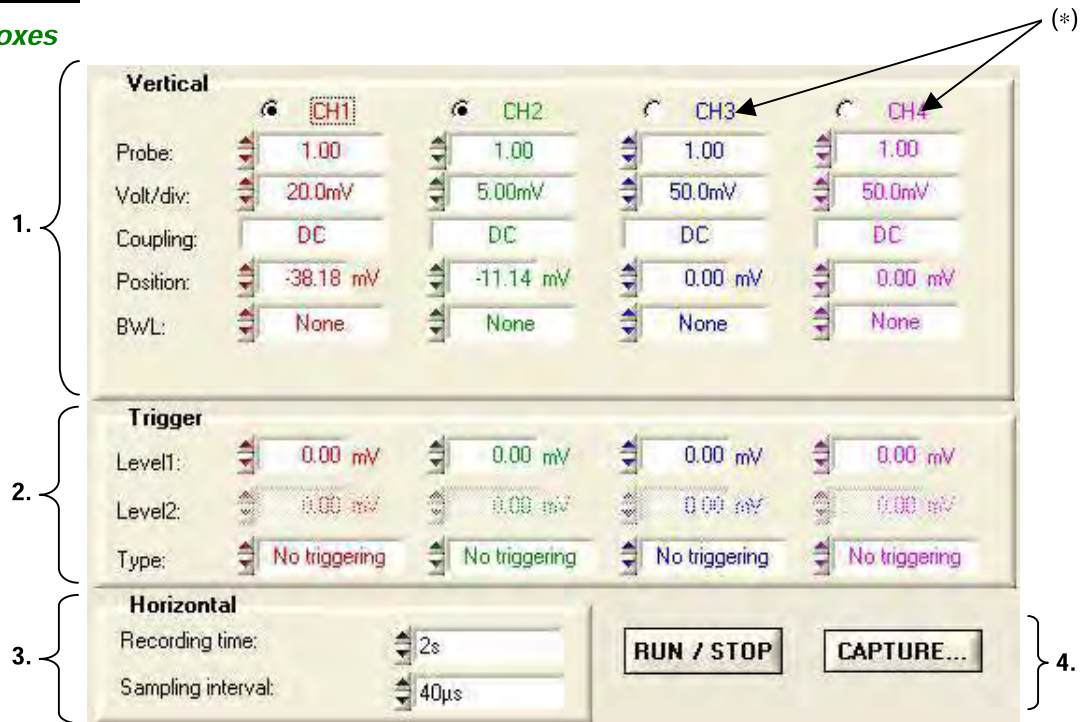 (*)
oxes
Vertical
CH1 CH2 CH3 CH4
Probe: 1.00 1.00 1.00 1.00
Volt/div: 20.0mV 5.00mV 50.0mV 50.0mV
1.
Coupling: DC DC DC DC
Position: -38.18 mV -11.14 mV 0.00 mV 0.00 mV
BWL: None None None None
Trigger
Level1: 0.00 mV 0.00 mV 0.00 mV 0.00 mV
2.
Level2: 0.00 mV 0.00 mV 0.00 mV 0.00 mV
Type: No triggering No triggering No triggering No triggering
Horizontal
Recording time: 2s
3.
RUN / STOP CAPTURE... 4.
Sampling interval: 40µs